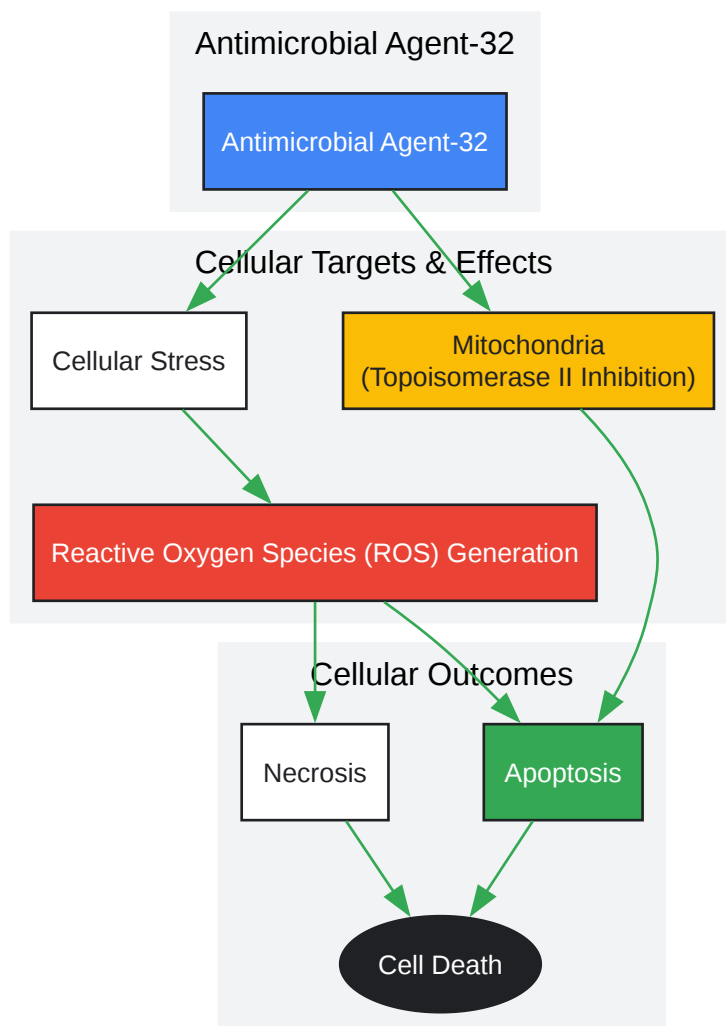 Antimicrobial Agent-32
Antimicrobial Agent-32
Cellular Targets & Effects
Cellular Stress
Mitochondria
(Topoisomerase II Inhibition)
Reactive Oxygen Species (ROS) Generation
Cellular Outcomes
Necrosis
Apoptosis
Cell Death